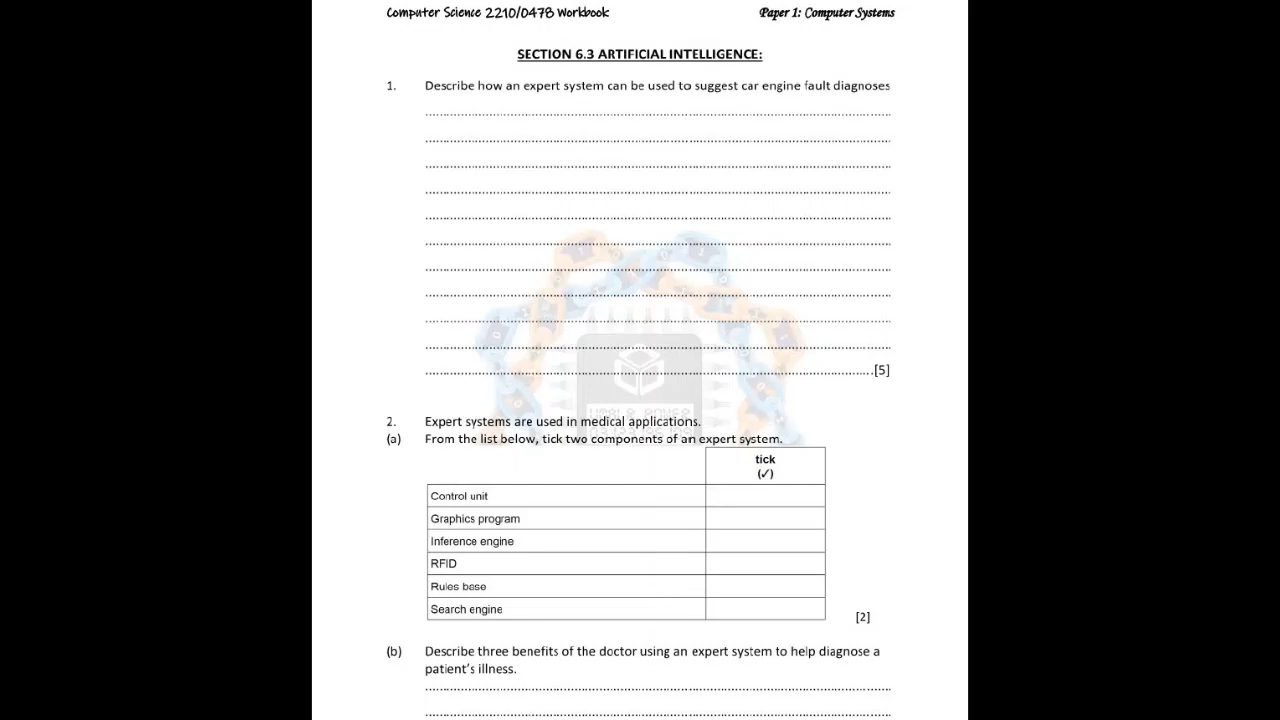 Computer Science 2210/0478 Workbook
Paper 1: Computer Systems
SECTION 6.3 ARTIFICIAL INTELLIGENCE:
1. Describe how an expert system can be used to suggest car engine fault diagnoses
[5]
2. Expert systems are used in medical applications.
(a) From the list below, tick two components of an expert system.
tick
(✓)
Control unit
Graphics program
Inference engine
RFID
Rules base
Search engine
[2]
(b) Describe three benefits of the doctor using an expert system to help diagnose a
patient's illness.